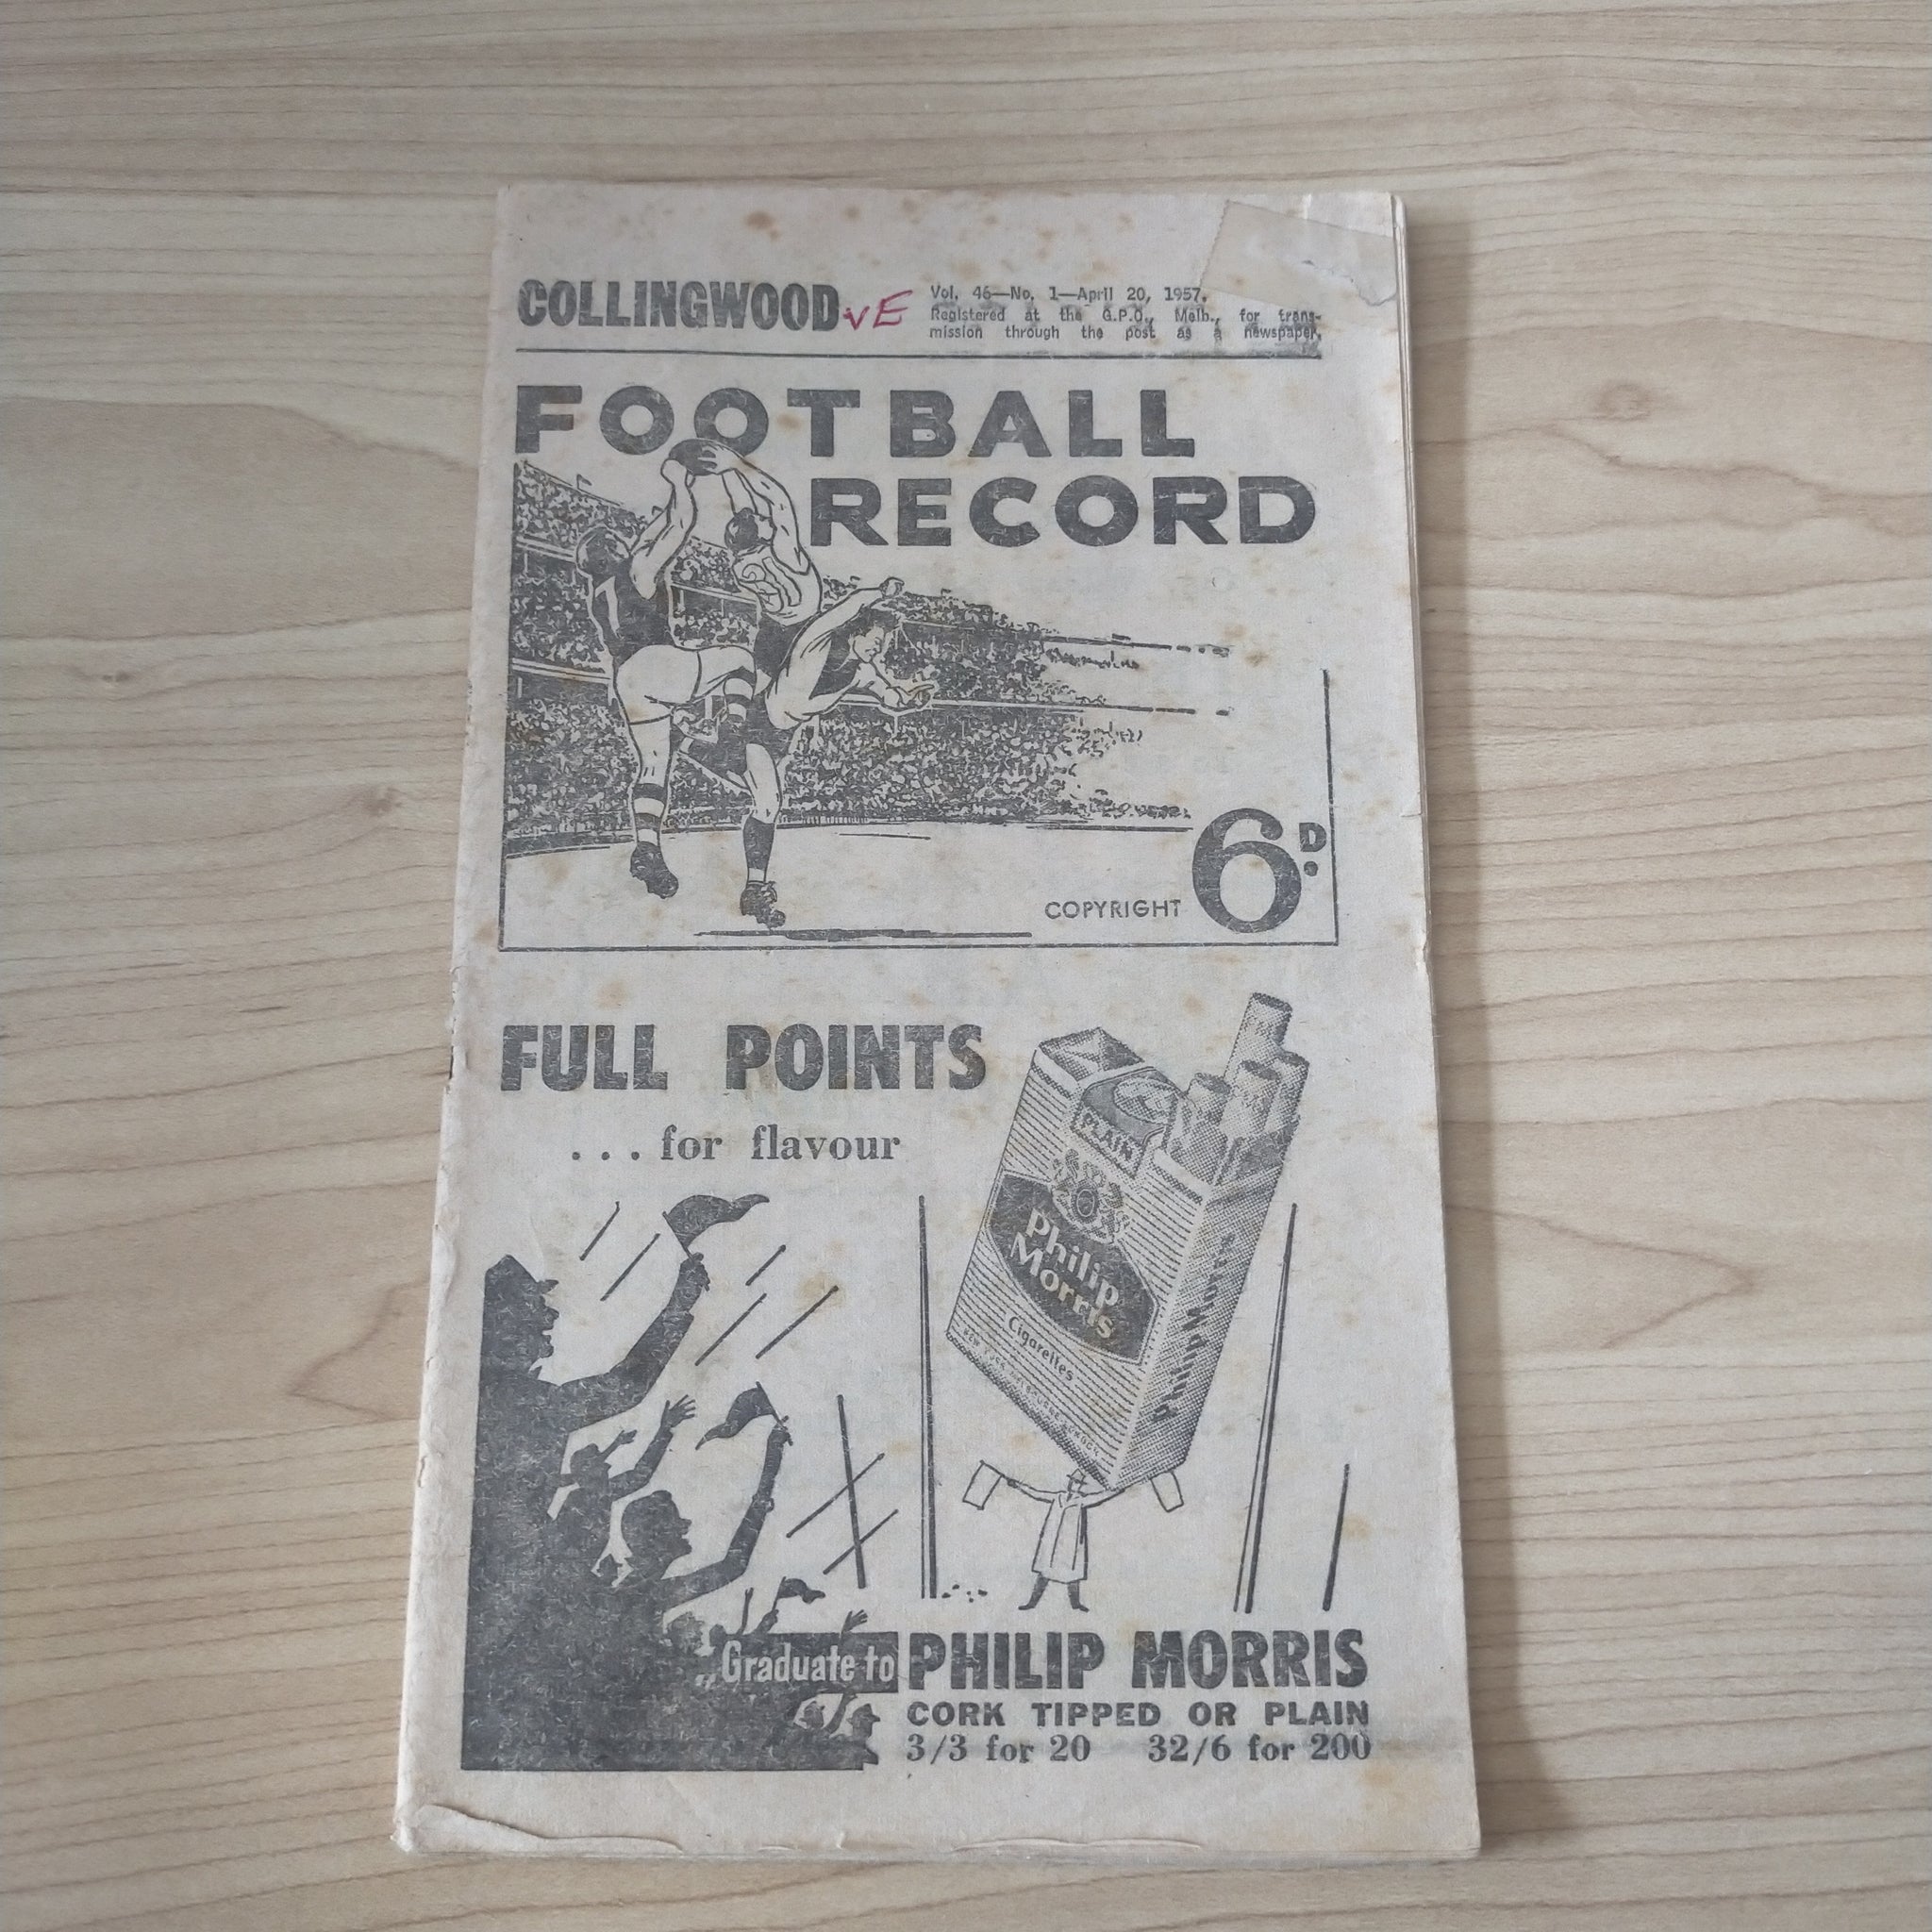 COLLINGWOOD vE
Vol. 46—No. 1—April 20, 1957.
Registered at the G.P.O., Melb., for trans-
mission through the post as a newspaper.
FOOTBALL
RECORD
COPYRIGHT 6D.
FULL POINTS
...for flavour
PLAIN
Philip
Morris
Cigarettes
Philip Morris
..Graduate to PHILIP MORRIS
CORK TIPPED OR PLAIN
3/3 for 20 32/6 for 200